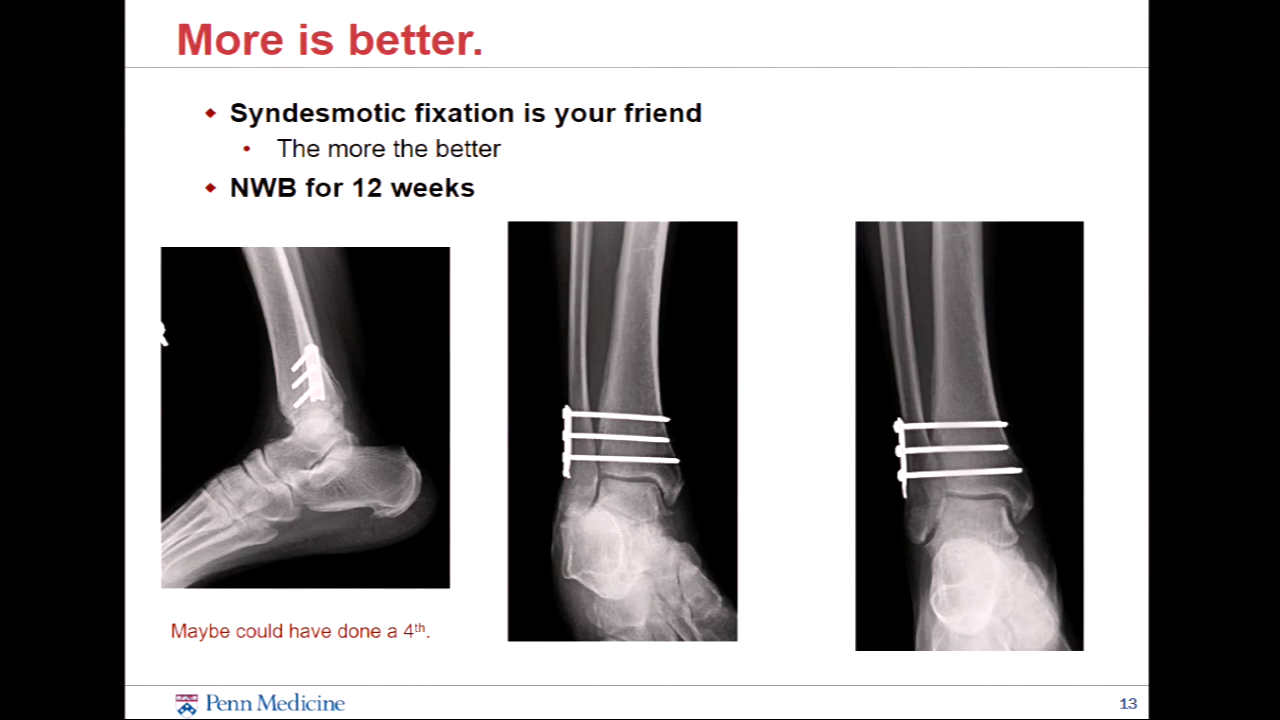 More is better.
Syndesmotic fixation is your friend
The more the better
NWB for 12 weeks
Maybe could have done a 4th.
Penn Medicine
13